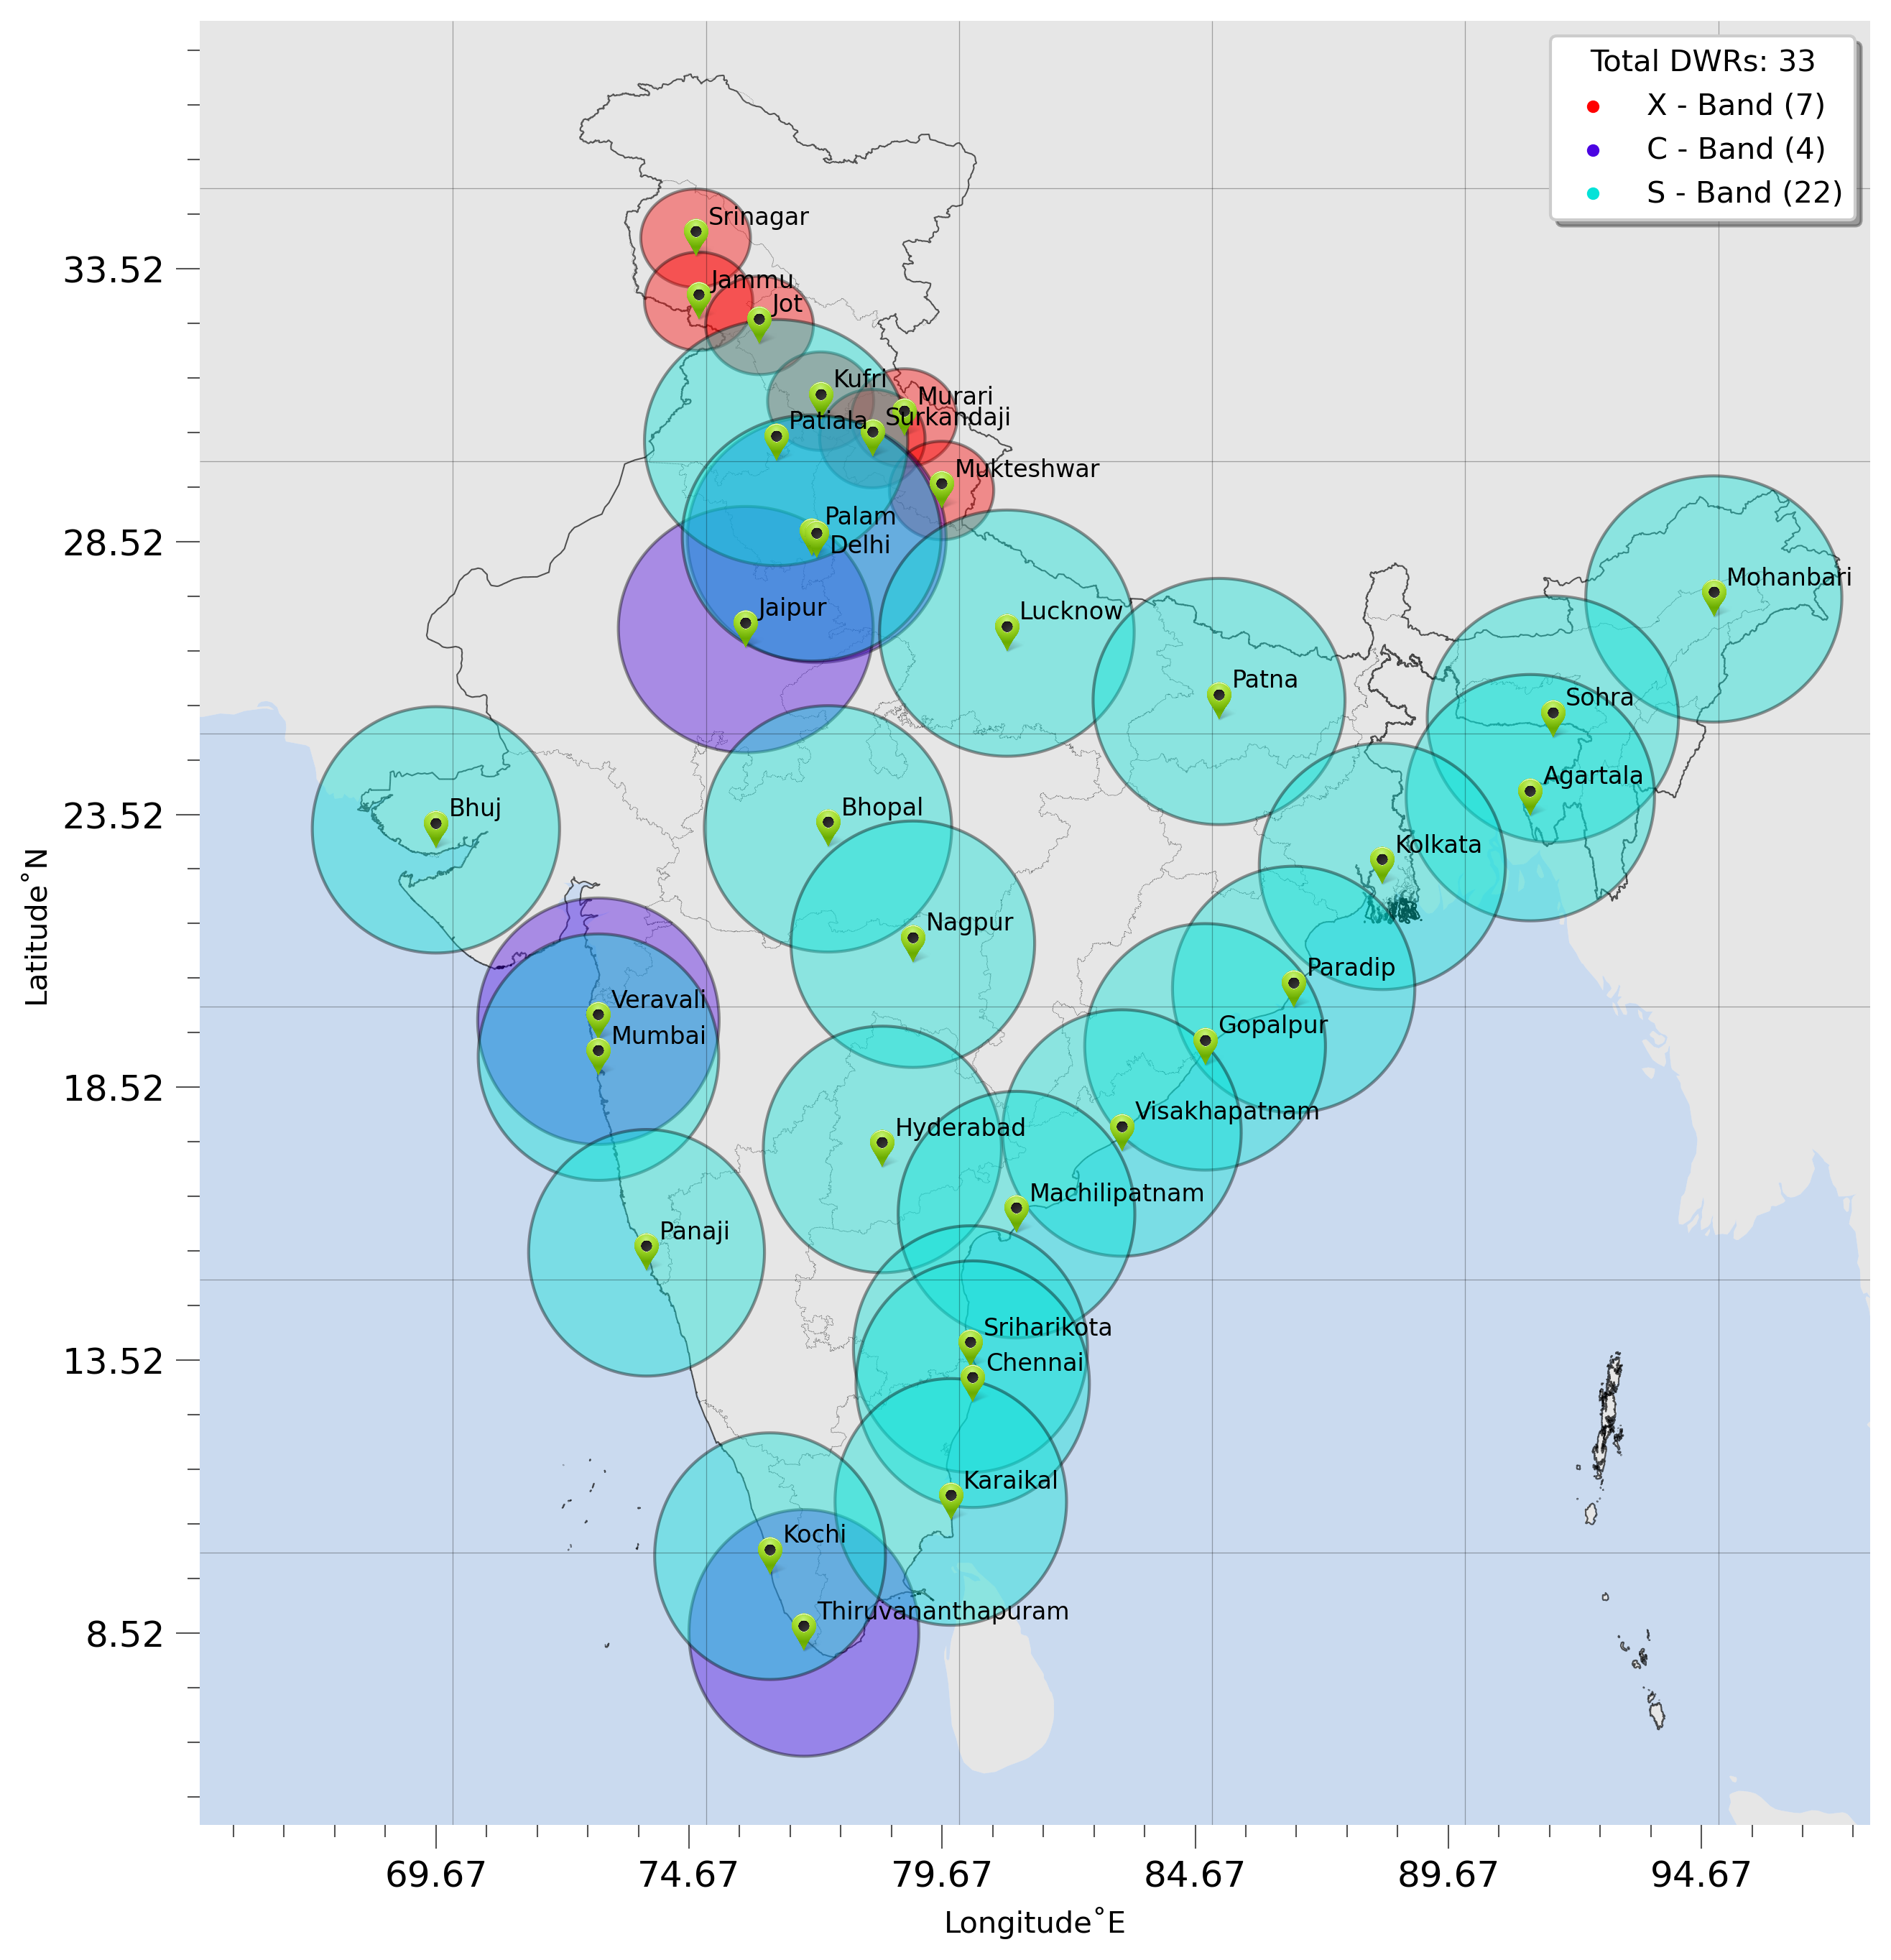 Total DWRs: 33
X - Band (7)
C - Band (4)
S - Band (22)
Srinagar
Jammu
Jot
Kufri
Murari
Surkandaji
Patiala
Mukteshwar
Palam
Delhi
Jaipur
Lucknow
Mohanbari
Patna
Sohra
Agartala
Bhuj
Bhopal
Kolkata
Nagpur
Paradip
Veravali
Mumbai
Gopalpur
Visakhapatnam
Hyderabad
Machilipatnam
Panaji
Sriharikota
Chennai
Karaikal
Kochi
Thiruvananthapuram
33.52
28.52
23.52
18.52
13.52
8.52
Latitude˚N
69.67 74.67 79.67 84.67 89.67 94.67
Longitude˚E